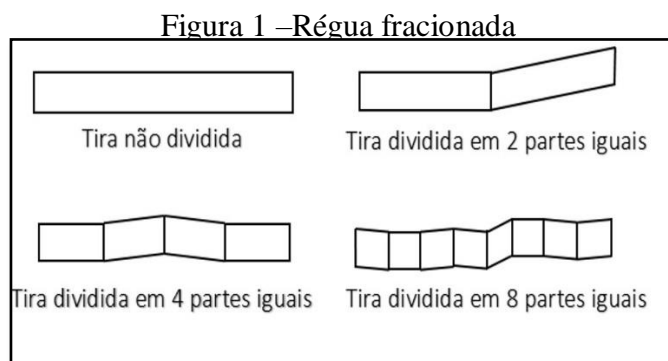 Figura 1 –Régua fracionada
Tira não dividida
Tira dividida em 2 partes iguais
Tira dividida em 4 partes iguais
Tira dividida em 8 partes iguais